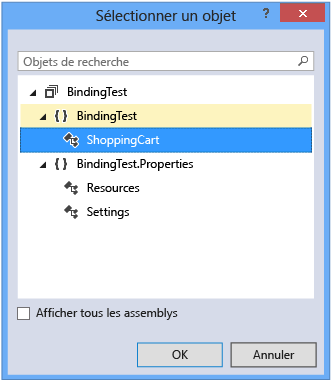 Sélectionner un objet
?
Objets de recherche
BindingTest
{ } BindingTest
ShoppingCart
{ } BindingTest.Properties
Resources
Settings
Afficher tous les assemblys
OK
Annuler